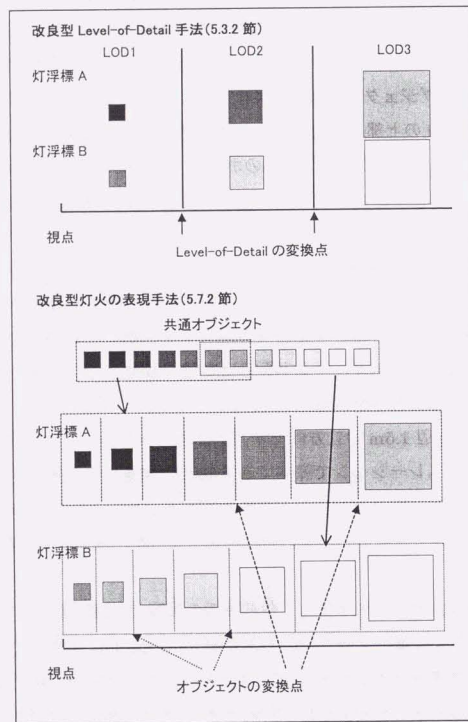 改良型 Level-of-Detail 手法(5.3.2 節)
LOD1 LOD2 LOD3
灯浮標 A
灯浮標 B
視点
Level-of-Detail の変換点
改良型灯火の表現手法(5.7.2 節)
共通オブジェクト
灯浮標 A
灯浮標 B
視点
オブジェクトの変換点